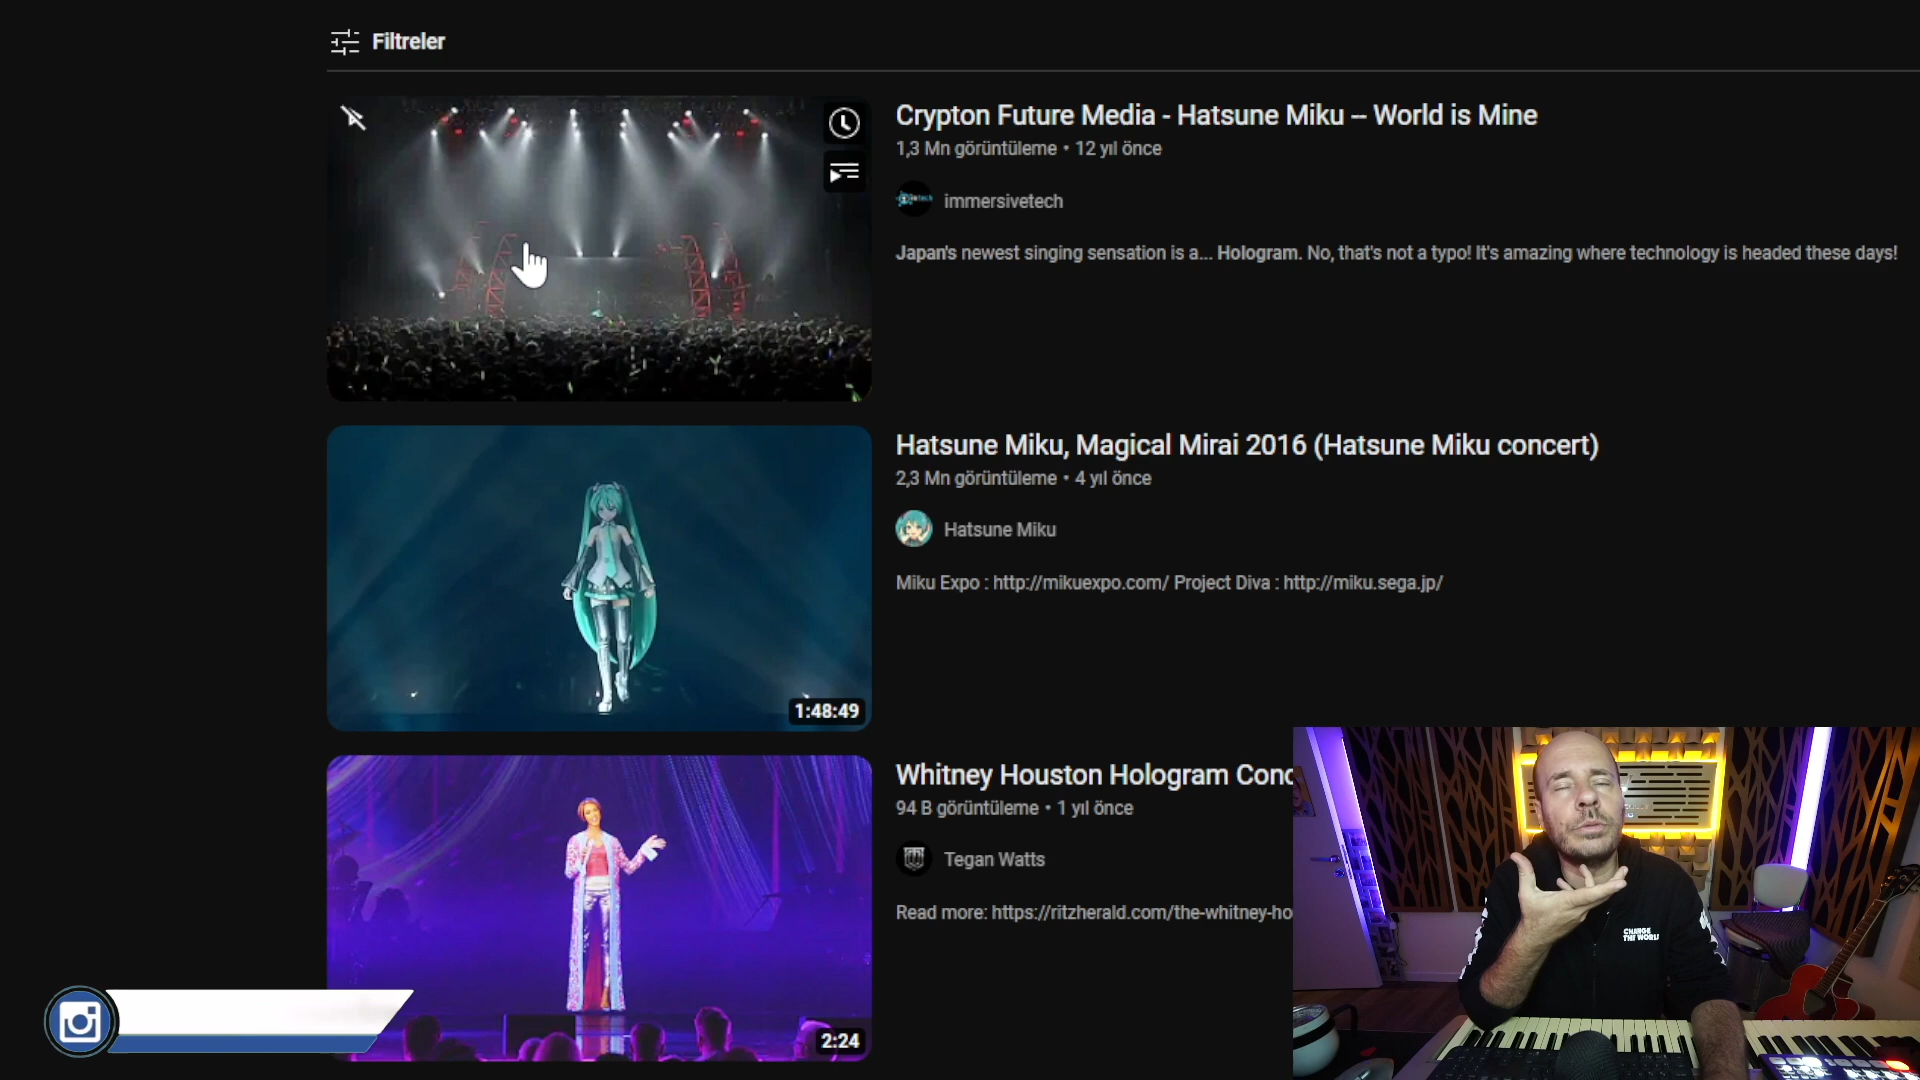 Filtreler
Crypton Future Media - Hatsune Miku -- World is Mine
1,3 Mn görüntüleme • 12 yıl önce
immersivetech
Japan's newest singing sensation is a... Hologram. No, that's not a typo! It's amazing where technology is headed these days!
Hatsune Miku, Magical Mirai 2016 (Hatsune Miku concert)
2,3 Mn görüntüleme • 4 yıl önce
Hatsune Miku
Miku Expo : http://mikuexpo.com/ Project Diva : http://miku.sega.jp/
1:48:49
Whitney Houston Hologram Conc
94 B görüntüleme • 1 yıl önce
Tegan Watts
Read more: https://ritzherald.com/the-whitney-ho
2:24
CHANGE
THE WORLD